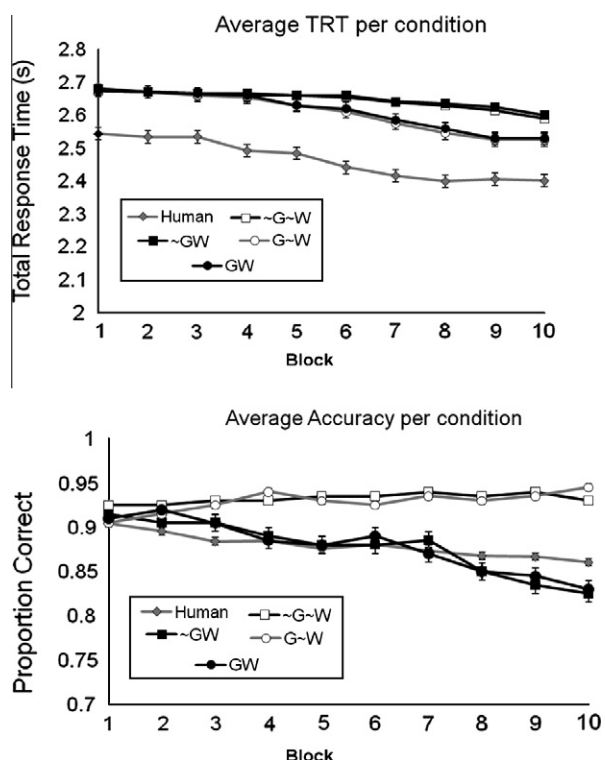 Average TRT per condition
Total Response Time (s)
2.8
2.7
2.6
2.5
2.4
2.3
2.2
2.1
2
Human ~G~W
~GW G~W
GW
1 2 3 4 5 6 7 8 9 10
Block
Average Accuracy per condition
Proportion Correct
1
0.95
0.9
0.85
0.8
0.75
0.7
Human ~G~W
~GW G~W
GW
1 2 3 4 5 6 7 8 9 10
Block